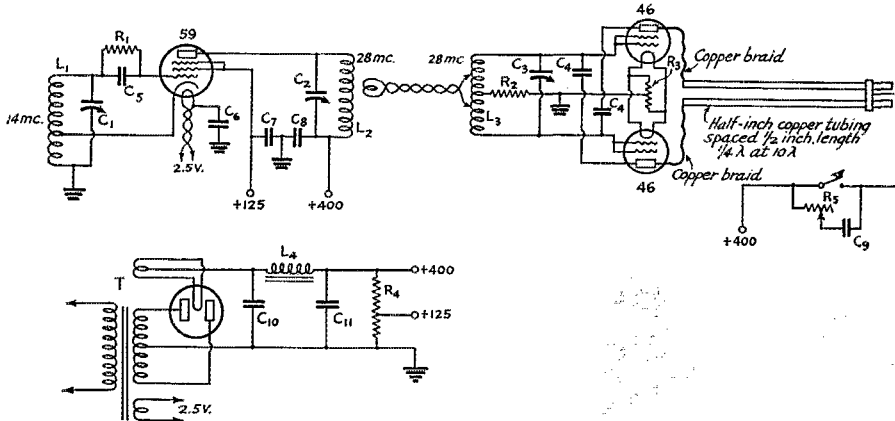 59
46
R1
L1
C5
C1
14mc.
C6
2.5V.
C7
C8
C2
28mc.
L2
+125
+400
28mc
L3
R2
C3
C4
C4
R3
46
Copper braid
Copper braid
Half-inch copper tubing
spaced 1/2 inch, length
1/4 λ at 10 λ
+400
R5
C9
T
L4
C10
C11
R4
+400
+125
2.5V.